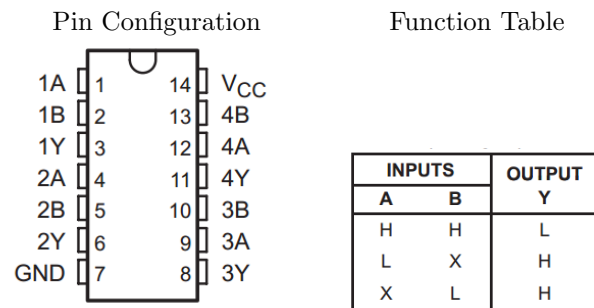 Pin Configuration
Function Table
1A 1 14 VCC
1B 2 13 4B
1Y 3 12 4A
2A 4 11 4Y
2B 5 10 3B
2Y 6 9 3A
GND 7 8 3Y
INPUTS OUTPUT
A B Y
H H L
L X H
X L H